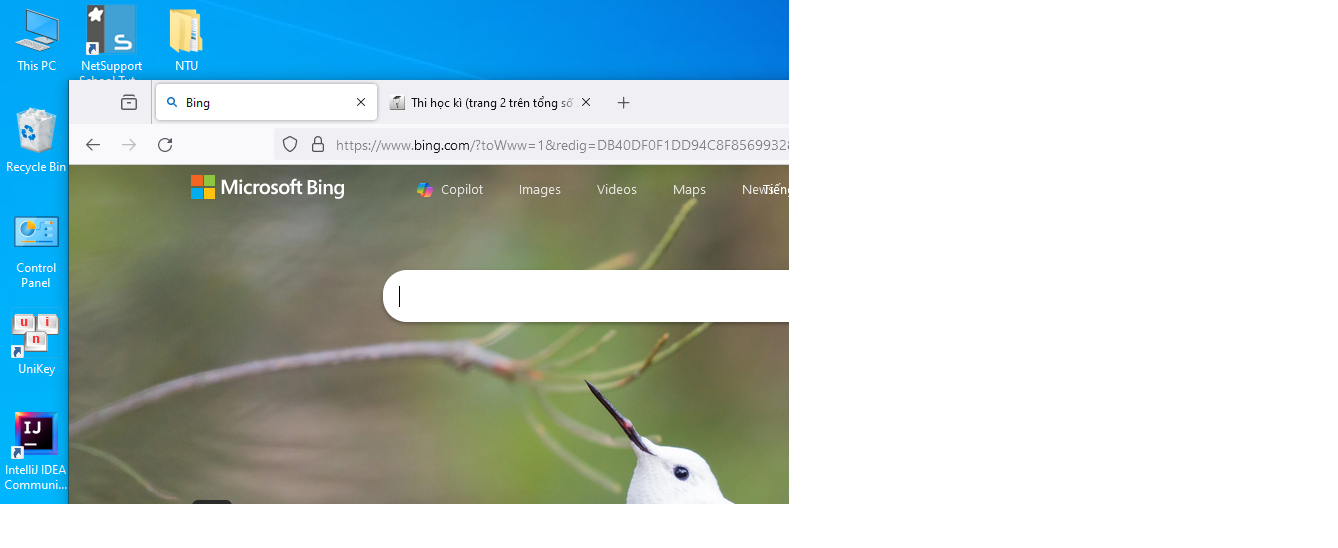 This PC
NetSupport
School Tut...
NTU
Recycle Bin
Control
Panel
UniKey
IntelliJ IDEA
Communi...
Bing
Thi học kì (trang 2 trên tổng số
https://www.bing.com/?toWww=1&redig=DB40DF0F1DD94C8F8569932
Microsoft Bing
Copilot
Images
Videos
Maps
News
Tiếng